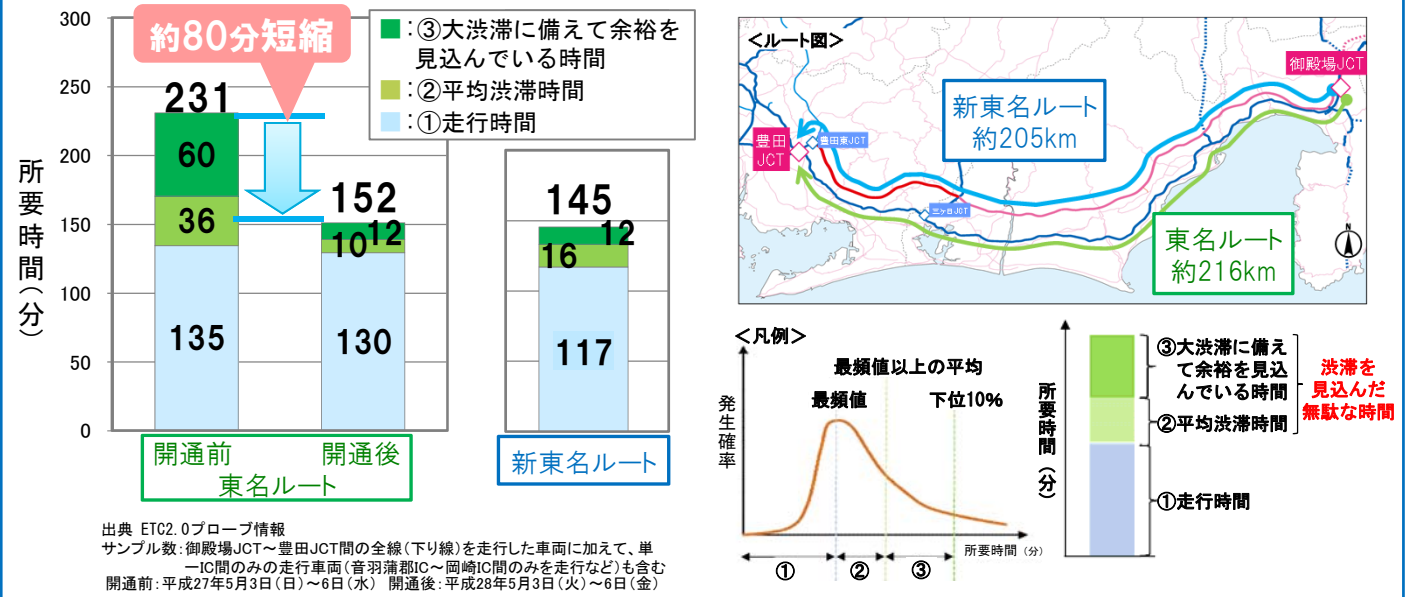 約80分短縮
:③大渋滞に備えて余裕を
見込んでいる時間
:②平均渋滞時間
:①走行時間
所要時間(分)
300
250
200
150
100
50
0
231
60
36
135
152
12
10
130
145
12
16
117
開通前
開通後
東名ルート
新東名ルート
出典 ETC2.0プローブ情報
サンプル数:御殿場JCT～豊田JCT間の全線(下り線)を走行した車両に加えて、単
一IC間のみの走行車両(音羽蒲郡IC～岡崎IC間のみを走行など)も含む
開通前:平成27年5月3日(日)～6日(水) 開通後:平成28年5月3日(火)～6日(金)
<ルート図>
御殿場JCT
新東名ルート
約205km
豊田
JCT
豊田東JCT
三ヶ日JCT
東名ルート
約216km
N
<凡例>
最頻値以上の平均
最頻値
下位10%
発生確率
所要時間(分)
①
②
③
所要時間(分)
③大渋滞に備え
て余裕を見込
んでいる時間
②平均渋滞時間
①走行時間
渋滞を
見込んだ
無駄な時間